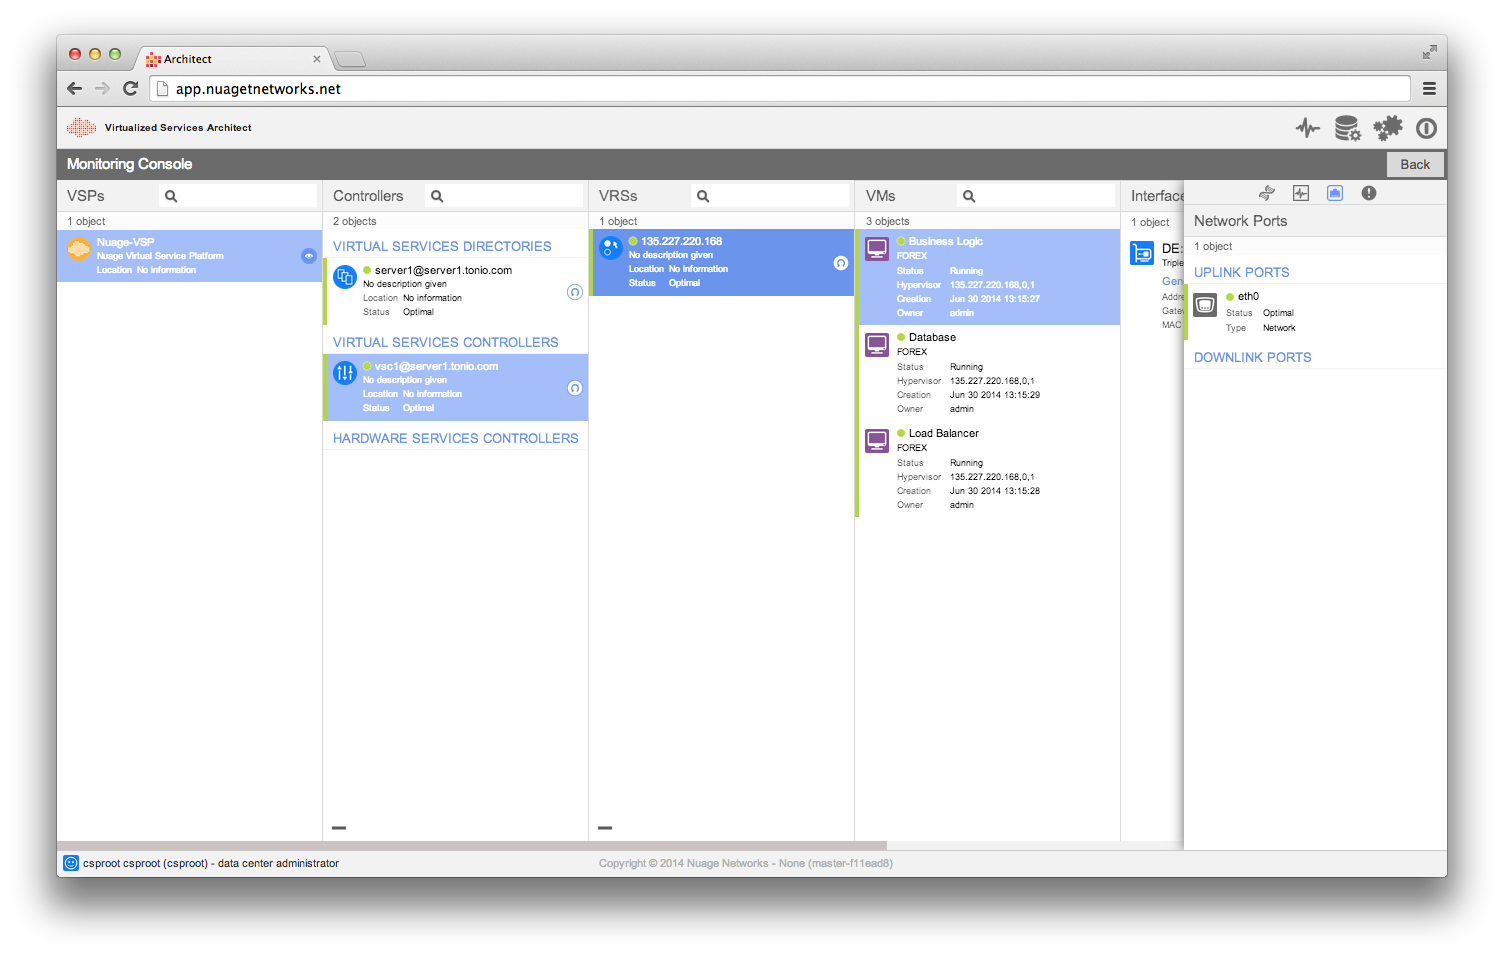 Architect
app.nuagetnetworks.net
Virtualized Services Architect
Monitoring Console
Back
VSPs
1 object
Nuage-VSP
Nuage Virtual Service Platform
Location No information
Controllers
2 objects
VIRTUAL SERVICES DIRECTORIES
server1@server1.tonio.com
No description given
Location No information
Status Optimal
VIRTUAL SERVICES CONTROLLERS
vsc1@server1.tonio.com
No description given
Location No information
Status Optimal
HARDWARE SERVICES CONTROLLERS
VRSs
1 object
135.227.220.168
No description given
Location No information
Status Optimal
VMs
3 objects
Business Logic
FOREX
Status Running
Hypervisor 135.227.220.168,0,1
Creation Jun 30 2014 13:15:27
Owner admin
Database
FOREX
Status Running
Hypervisor 135.227.220.168,0,1
Creation Jun 30 2014 13:15:29
Owner admin
Load Balancer
FOREX
Status Running
Hypervisor 135.227.220.168,0,1
Creation Jun 30 2014 13:15:28
Owner admin
Interface
1 object
DE:
Triple
Gen
Addre
Gatew
MAC
Network Ports
1 object
UPLINK PORTS
eth0
Status Optimal
Type Network
DOWNLINK PORTS
csproot csproot (csproot) - data center administrator
Copyright © 2014 Nuage Networks - None (master-f11ead8)